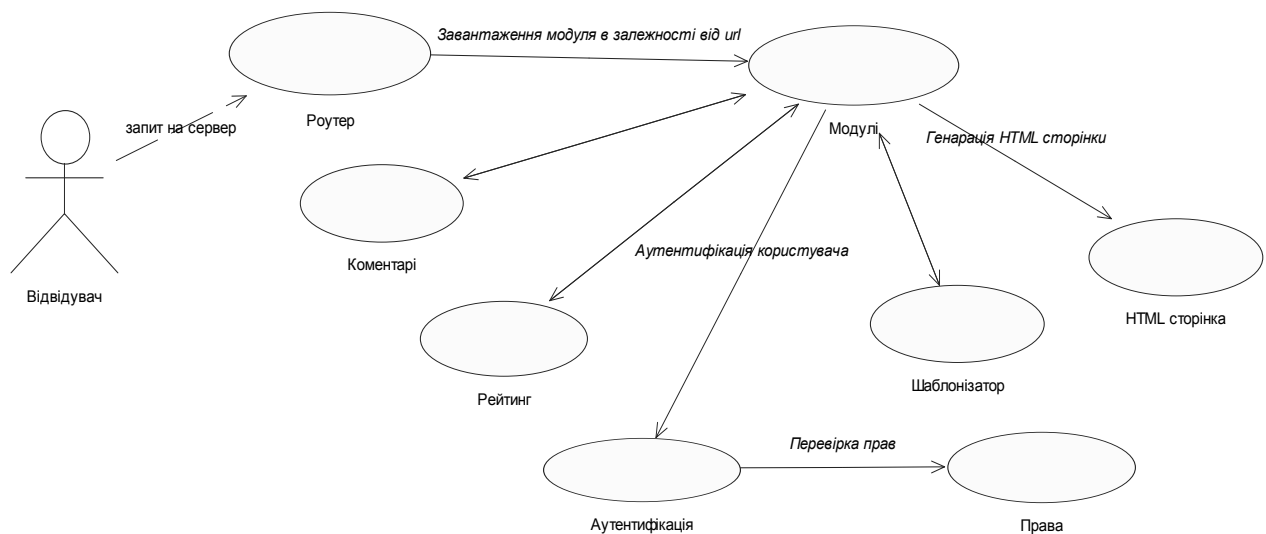 Завантаження модуля в залежності від url
запит на сервер
Роутер
Модулі
Генарація HTML сторінки
Коментарі
Аутентифікація користувача
Відвідувач
HTML сторінка
Шаблонізатор
Рейтинг
Перевірка прав
Аутентифікація
Права